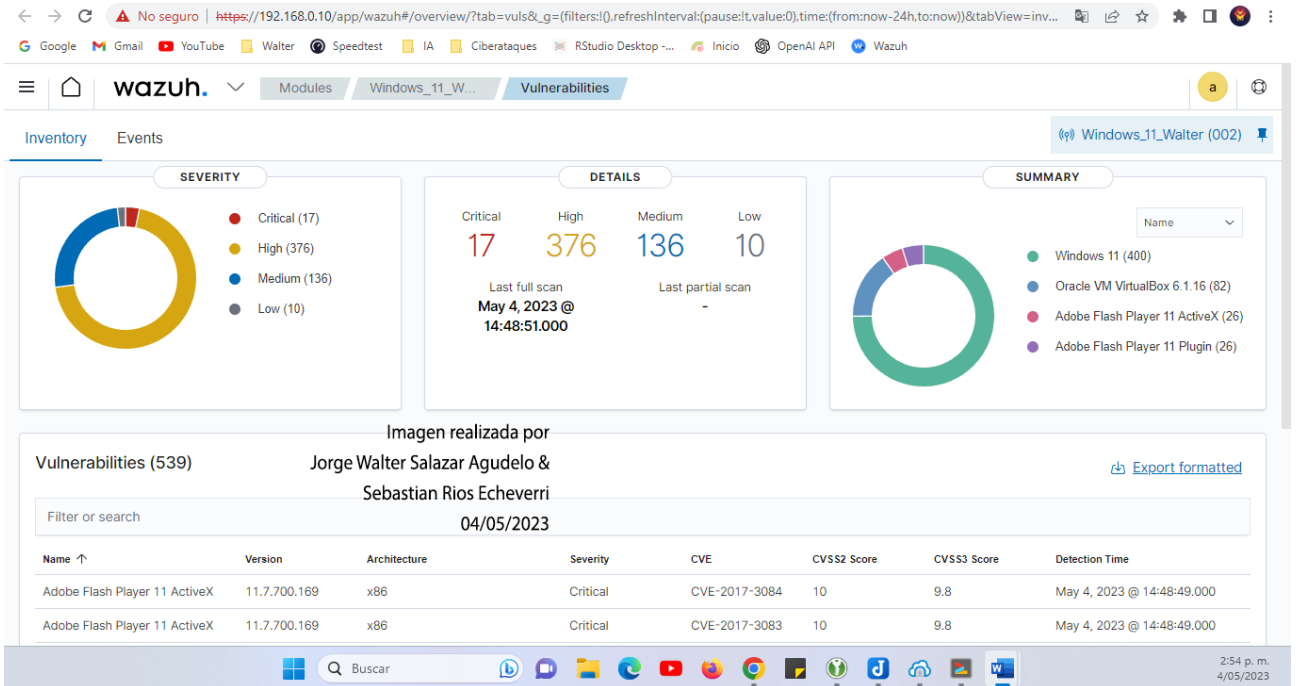 No seguro | https://192.168.0.10/app/wazuh#/overview/?tab=vuls&_g=(filters:!(),refreshInterval:(pause:!t,value:0),time:(from:now-24h,to:now))&tabView=inv...
Google Gmail YouTube Walter Speedtest IA Ciberataques RStudio Desktop -... Inicio OpenAI API Wazuh
wazuh. Modules Windows_11_W... Vulnerabilities a
Inventory Events Windows_11_Walter (002)
SEVERITY
Critical (17)
High (376)
Medium (136)
Low (10)
DETAILS
Critical High Medium Low
17 376 136 10
Last full scan Last partial scan
May 4, 2023 @ -
14:48:51.000
SUMMARY
Name
Windows 11 (400)
Oracle VM VirtualBox 6.1.16 (82)
Adobe Flash Player 11 ActiveX (26)
Adobe Flash Player 11 Plugin (26)
Imagen realizada por
Jorge Walter Salazar Agudelo &
Sebastian Rios Echeverri
04/05/2023
Vulnerabilities (539) Export formatted
Filter or search
Name Version Architecture Severity CVE CVSS2 Score CVSS3 Score Detection Time
Adobe Flash Player 11 ActiveX 11.7.700.169 x86 Critical CVE-2017-3084 10 9.8 May 4, 2023 @ 14:48:49.000
Adobe Flash Player 11 ActiveX 11.7.700.169 x86 Critical CVE-2017-3083 10 9.8 May 4, 2023 @ 14:48:49.000
Buscar
2:54 p. m.
4/05/2023